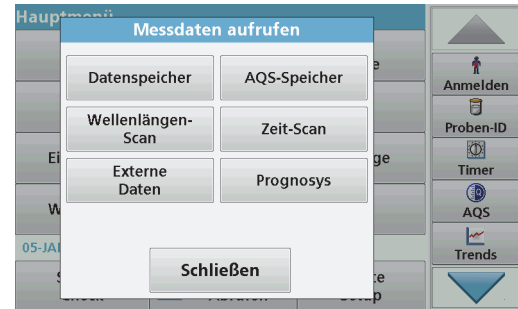 Hauptmenü
Messdaten aufrufen
Datenspeicher
AQS-Speicher
Wellenlängen-
Scan
Zeit-Scan
Externe
Daten
Prognosys
Schließen
Anmelden
Proben-ID
Timer
AQS
Trends